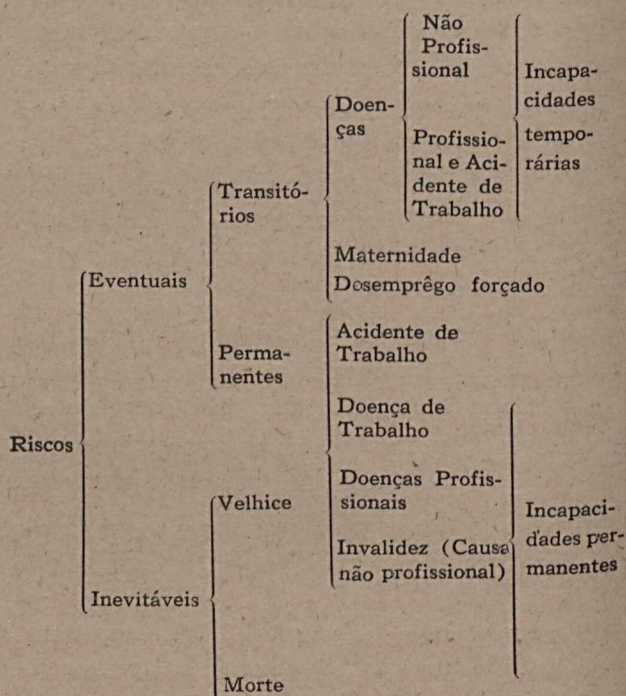 Não
Profis-
sional
Incapa-
cidades
tempo-
rárias
Doen-
ças
Profissio-
nal e Aci-
dente de
Trabalho
Transitó-
rios
Maternidade
Desemprêgo forçado
Eventuais
Acidente de
Trabalho
Perma-
nentes
Doença de
Trabalho
Riscos
Doenças Profis-
sionais
Velhice
Invalidez (Causa
não profissional)
Incapaci-
dades per-
manentes
Inevitáveis
Morte